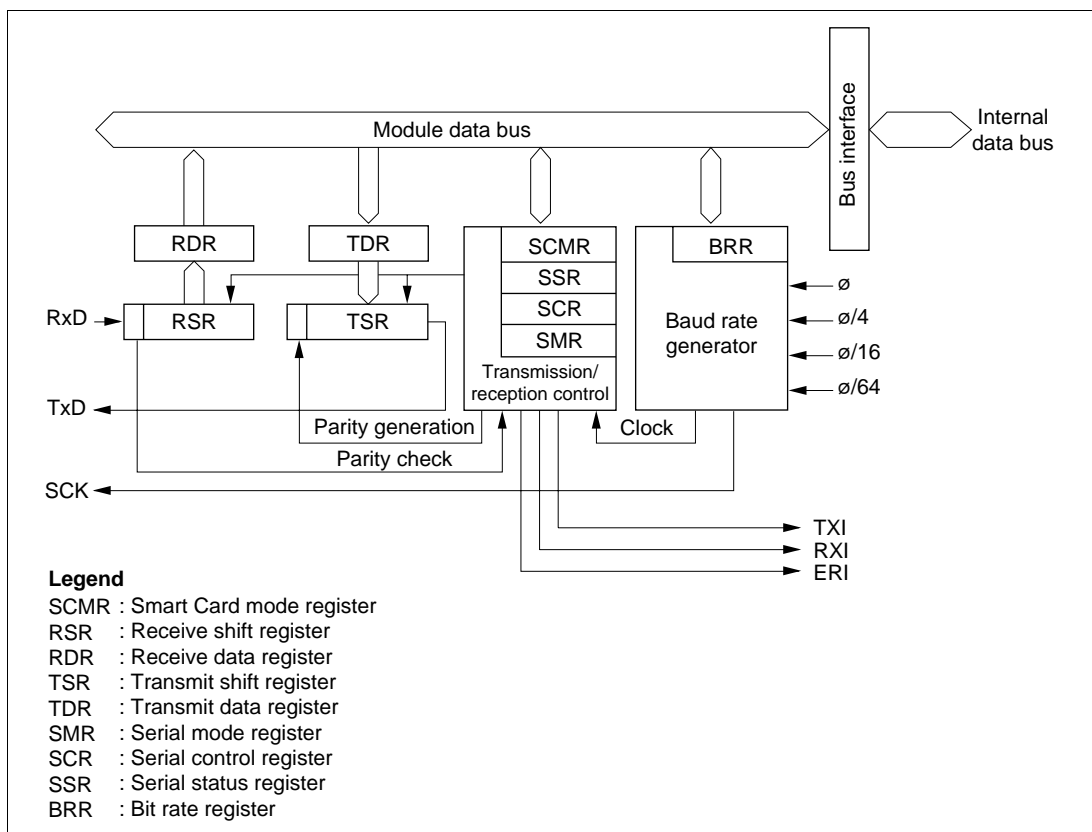 Module data bus
Bus interface
Internal
data bus
RDR
TDR
SCMR
SSR
SCR
SMR
Transmission/
reception control
BRR
Baud rate
generator
ø
ø/4
ø/16
ø/64
RxD
RSR
TSR
TxD
Parity generation
Clock
Parity check
SCK
TXI
RXI
ERI
Legend
SCMR : Smart Card mode register
RSR : Receive shift register
RDR : Receive data register
TSR : Transmit shift register
TDR : Transmit data register
SMR : Serial mode register
SCR : Serial control register
SSR : Serial status register
BRR : Bit rate register